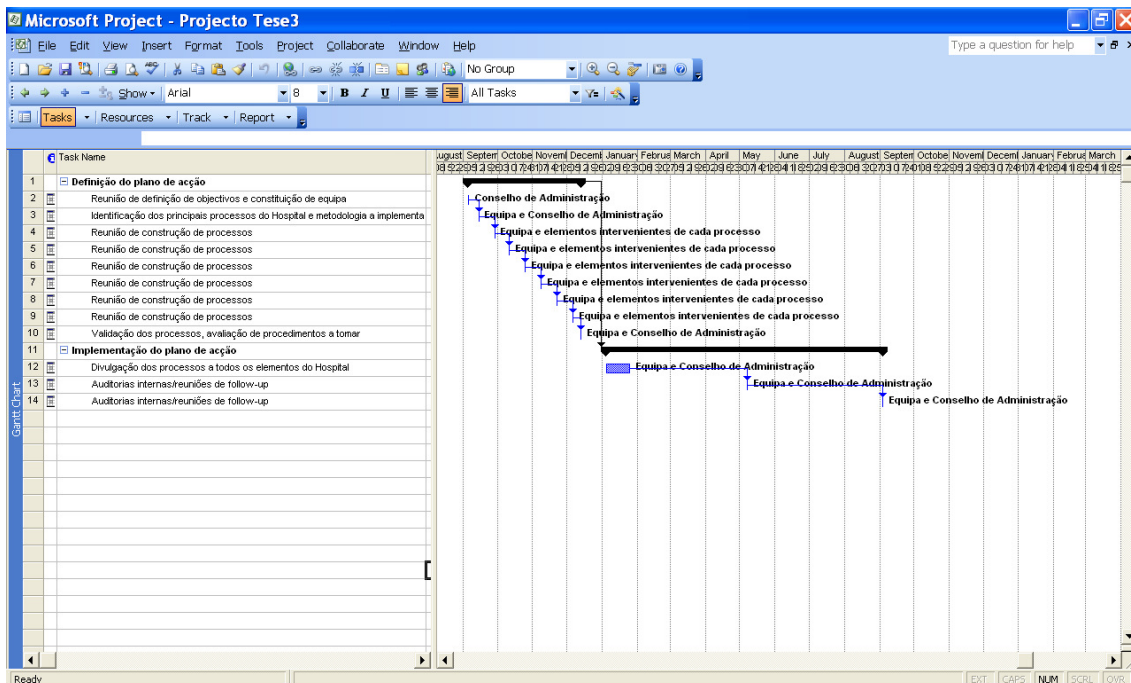 Microsoft Project - Projecto Tese3
File Edit View Insert Format Tools Project Collaborate Window Help
Type a question for help
No Group
Show Arial 8 B I U All Tasks
Tasks Resources Track Report
Task Name
August Septem Octobe Noveml Deceml January Februa March April May June July August Septem Octobe Noveml Deceml January Februa March
1 Definição do plano de acção
2 Reunião de definição de objectivos e constituição de equipa Conselho de Administração
3 Identificação dos principais processos do Hospital e metodologia a implementa Equipa e Conselho de Administração
4 Reunião de construção de processos Equipa e elementos intervenientes de cada processo
5 Reunião de construção de processos Equipa e elementos intervenientes de cada processo
6 Reunião de construção de processos Equipa e elementos intervenientes de cada processo
7 Reunião de construção de processos Equipa e elementos intervenientes de cada processo
8 Reunião de construção de processos Equipa e elementos intervenientes de cada processo
9 Reunião de construção de processos Equipa e elementos intervenientes de cada processo
10 Validação dos processos, avaliação de procedimentos a tomar Equipa e Conselho de Administração
11 Implementação do plano de acção
12 Divulgação dos processos a todos os elementos do Hospital Equipa e Conselho de Administração
13 Auditorias internas/reuniões de follow-up Equipa e Conselho de Administração
14 Auditorias internas/reuniões de follow-up Equipa e Conselho de Administração
Gantt Chart
Ready
EXT CAPS NUM SCRL OVR